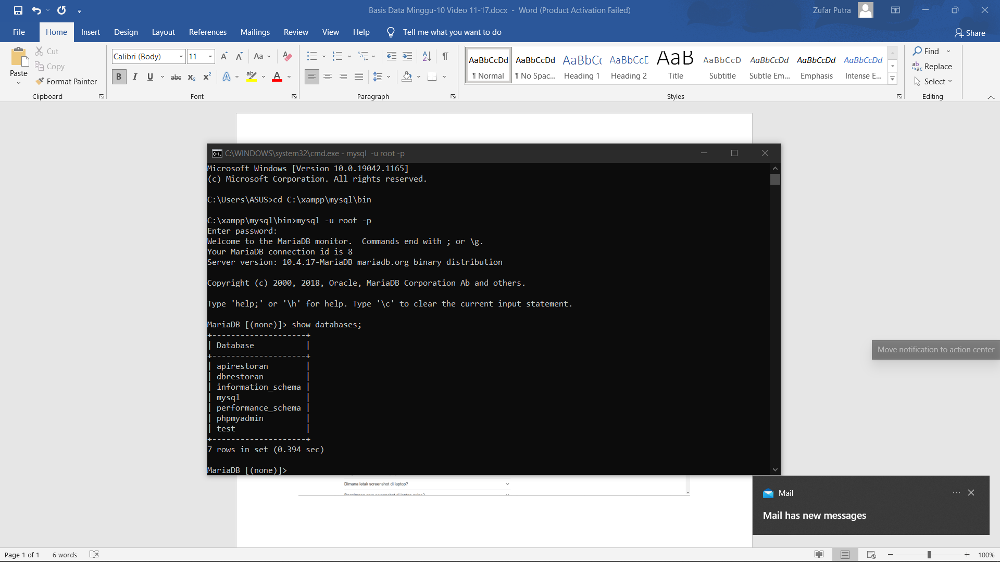 Basis Data Minggu-10 Video 11-17.docx - Word (Product Activation Failed)
Zufar Putra
File Home Insert Design Layout References Mailings Review View Help Tell me what you want to do
Share
Paste
Cut
Copy
Format Painter
Clipboard
Calibri (Body) 11
Font
Paragraph
AaBbCcDd AaBbCcDd AaBbCc AaBbCcC AaB AaBbCcD AaBbCcDd AaBbCcDd AaBbCcDd
¶ Normal ¶ No Spac... Heading 1 Heading 2 Title Subtitle Subtle Em... Emphasis Intense E...
Styles
Find
Replace
Select
Editing
C:\WINDOWS\system32\cmd.exe - mysql  -u root -p
Microsoft Windows [Version 10.0.19042.1165]
(c) Microsoft Corporation. All rights reserved.
C:\Users\ASUS>cd C:\xampp\mysql\bin
C:\xampp\mysql\bin>mysql -u root -p
Enter password:
Welcome to the MariaDB monitor.  Commands end with ; or \g.
Your MariaDB connection id is 8
Server version: 10.4.17-MariaDB mariadb.org binary distribution
Copyright (c) 2000, 2018, Oracle, MariaDB Corporation Ab and others.
Type 'help;' or '\h' for help. Type '\c' to clear the current input statement.
MariaDB [(none)]> show databases;
+--------------------+
| Database           |
+--------------------+
| apirestoran        |
| dbrestoran         |
| information_schema |
| mysql              |
| performance_schema |
| phpmyadmin         |
| test               |
+--------------------+
7 rows in set (0.394 sec)
MariaDB [(none)]>
Move notification to action center
Dimana letak screenshot di laptop?
Mail
Mail has new messages
Page 1 of 1 6 words
100%